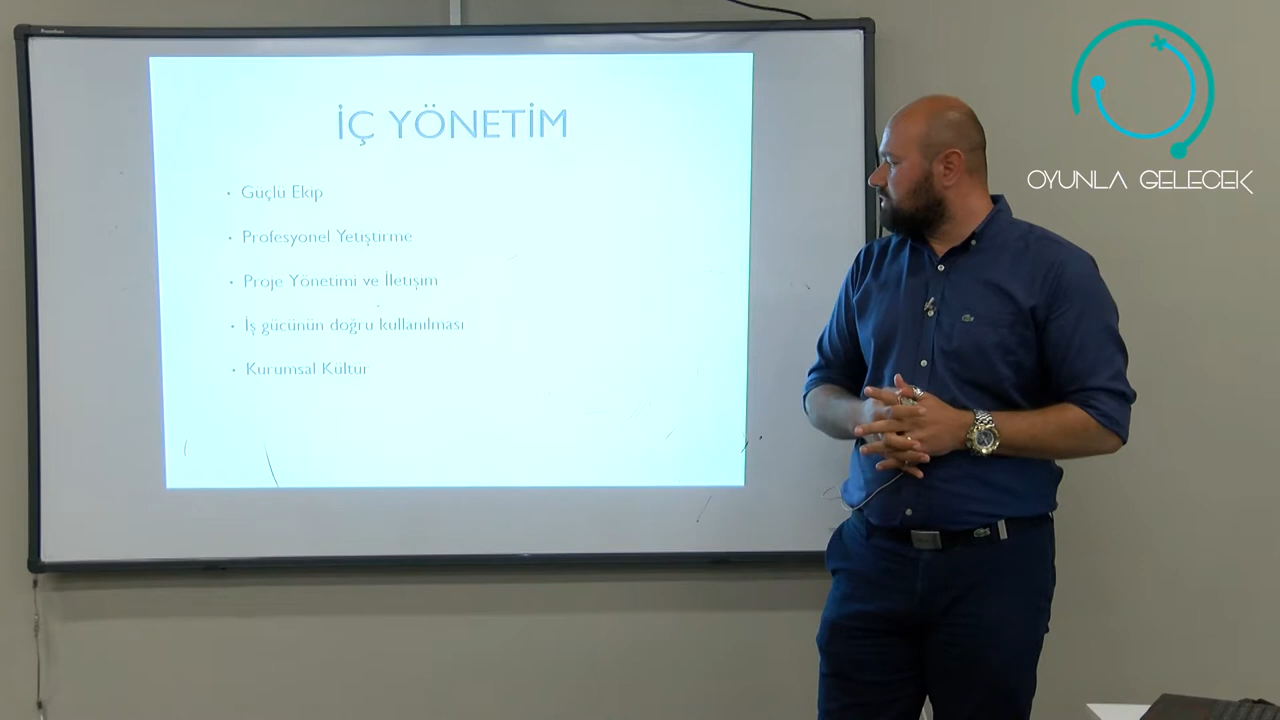 İÇ YÖNETİM
• Güçlü Ekip
• Profesyonel Yetiştirme
• Proje Yönetimi ve İletişim
• İş gücünün doğru kullanılması
• Kurumsal Kültür
OYUNLA GELECEK